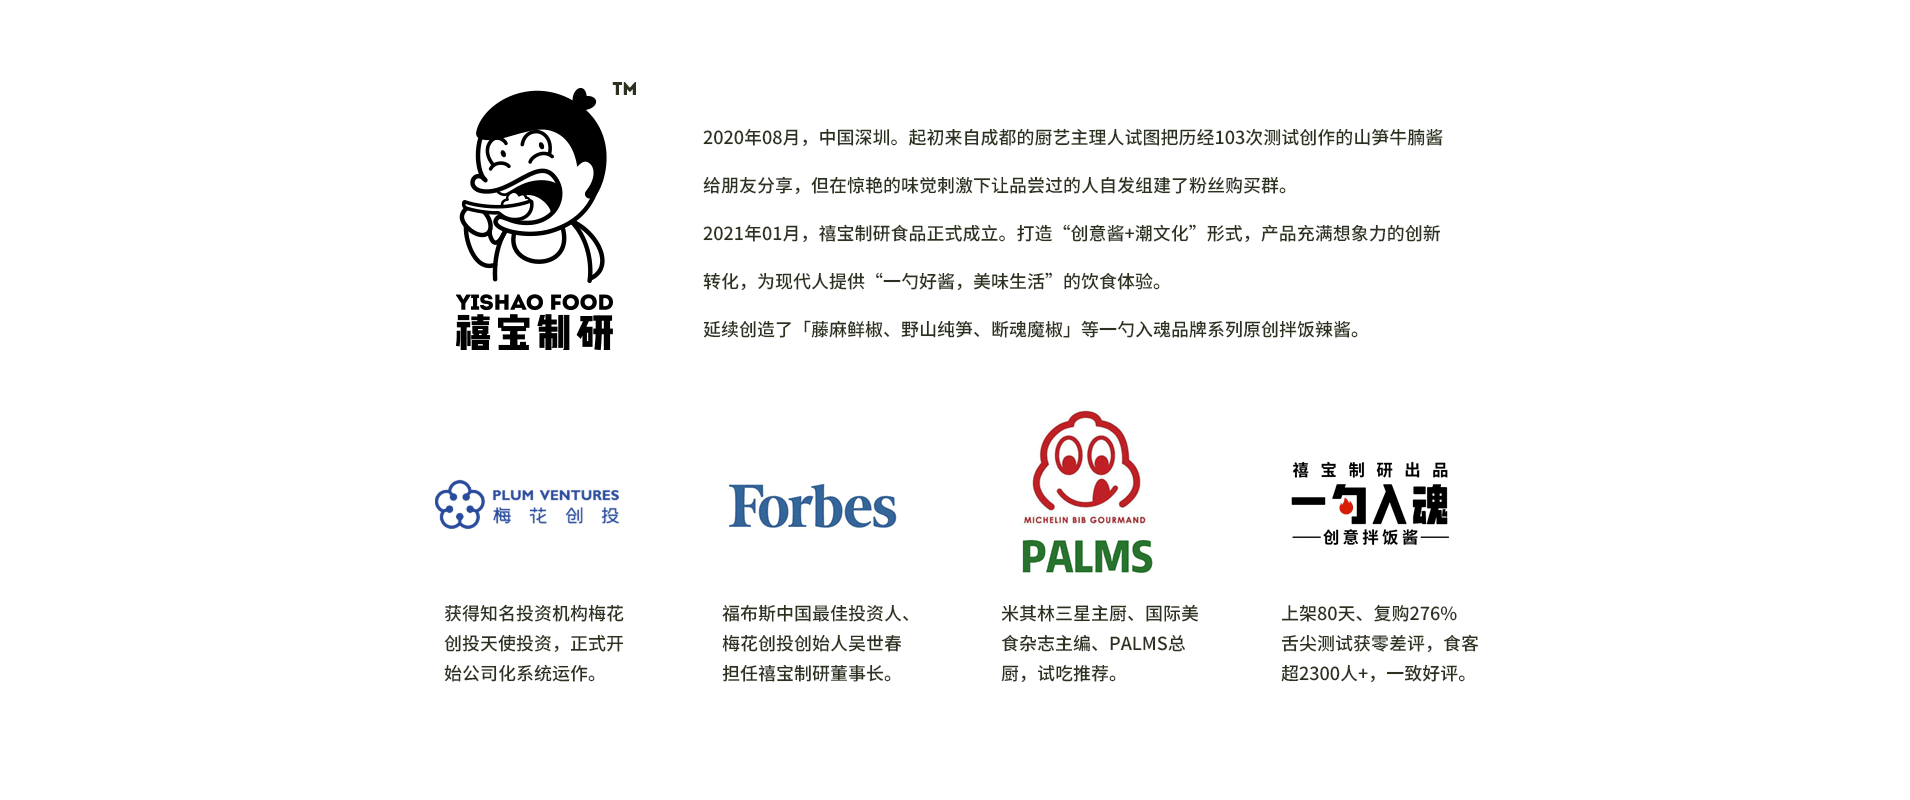 TM
YISHAO FOOD
禧宝制研
2020年08月，中国深圳。起初来自成都的厨艺主理人试图把历经103次测试创作的山笋牛腩酱
给朋友分享，但在惊艳的味觉刺激下让品尝过的人自发组建了粉丝购买群。
2021年01月，禧宝制研食品正式成立。打造“创意酱+潮文化”形式，产品充满想象力的创新
转化，为现代人提供“一勺好酱，美味生活”的饮食体验。
延续创造了「藤麻鲜椒、野山纯笋、断魂魔椒」等一勺入魂品牌系列原创拌饭辣酱。
PLUM VENTURES
梅花创投
获得知名投资机构梅花
创投天使投资，正式开
始公司化系统运作。
Forbes
福布斯中国最佳投资人、
梅花创投创始人吴世春
担任禧宝制研董事长。
MICHELIN BIB GOURMAND
PALMS
米其林三星主厨、国际美
食杂志主编、PALMS总
厨，试吃推荐。
禧宝制研出品
一勺入魂
创意拌饭酱
上架80天、复购276%
舌尖测试获零差评，食客
超2300人+，一致好评。